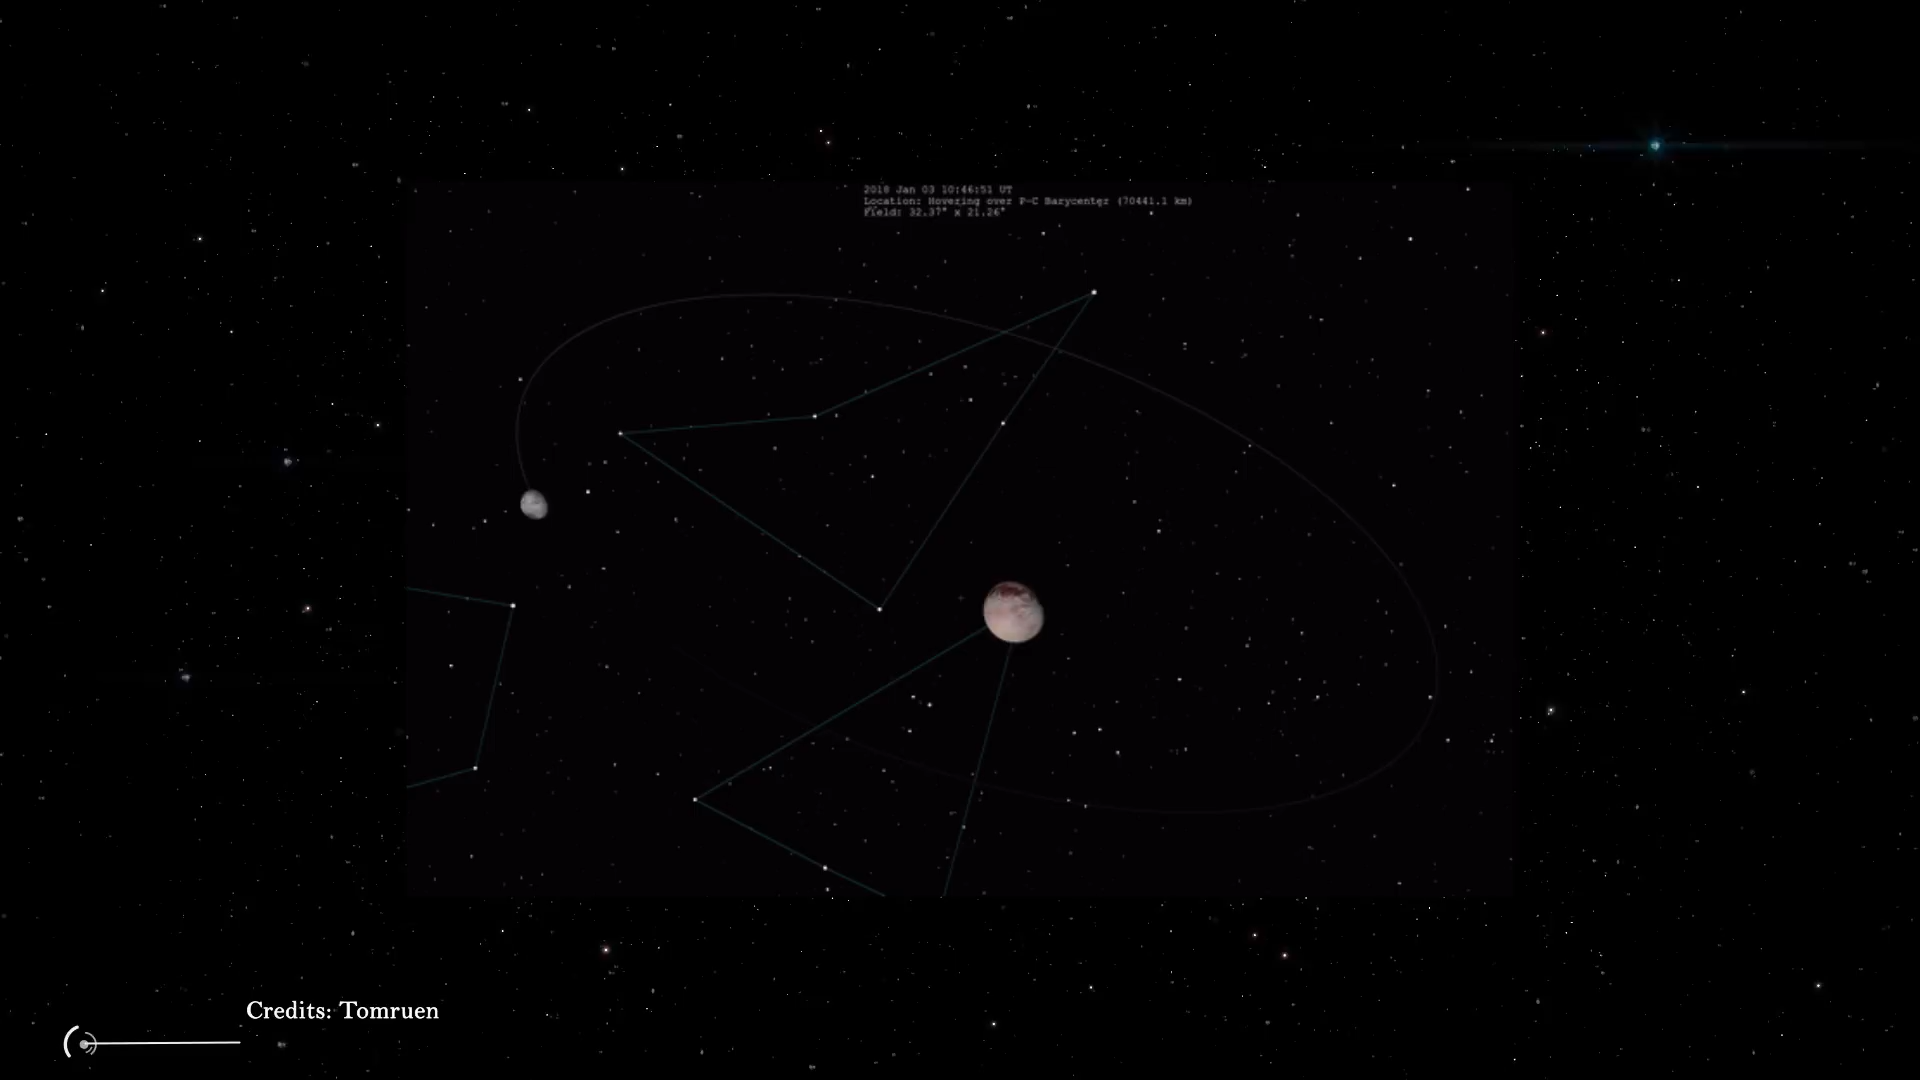 2018 Jan 03 10:46:51 UT
Location: Hovering over P-C Barycenter (70441.1 km)
Field: 32.37° x 21.26°
Credits: Tomruen